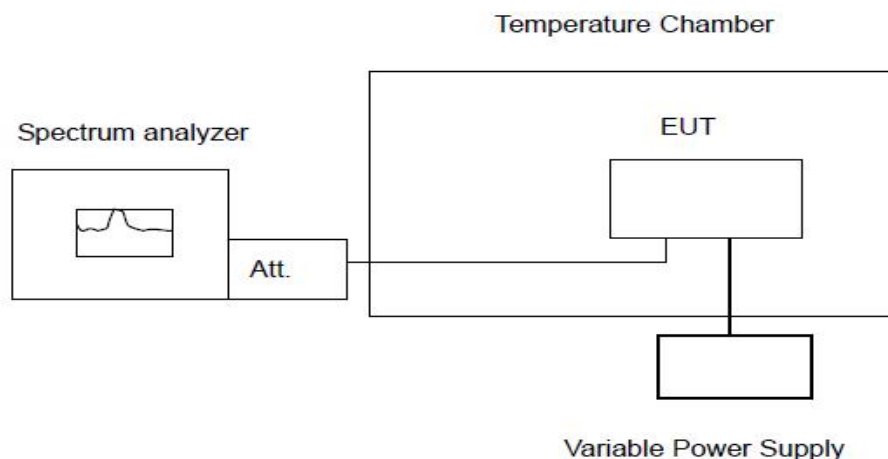 Temperature Chamber
Spectrum analyzer
EUT
Att.
Variable Power Supply